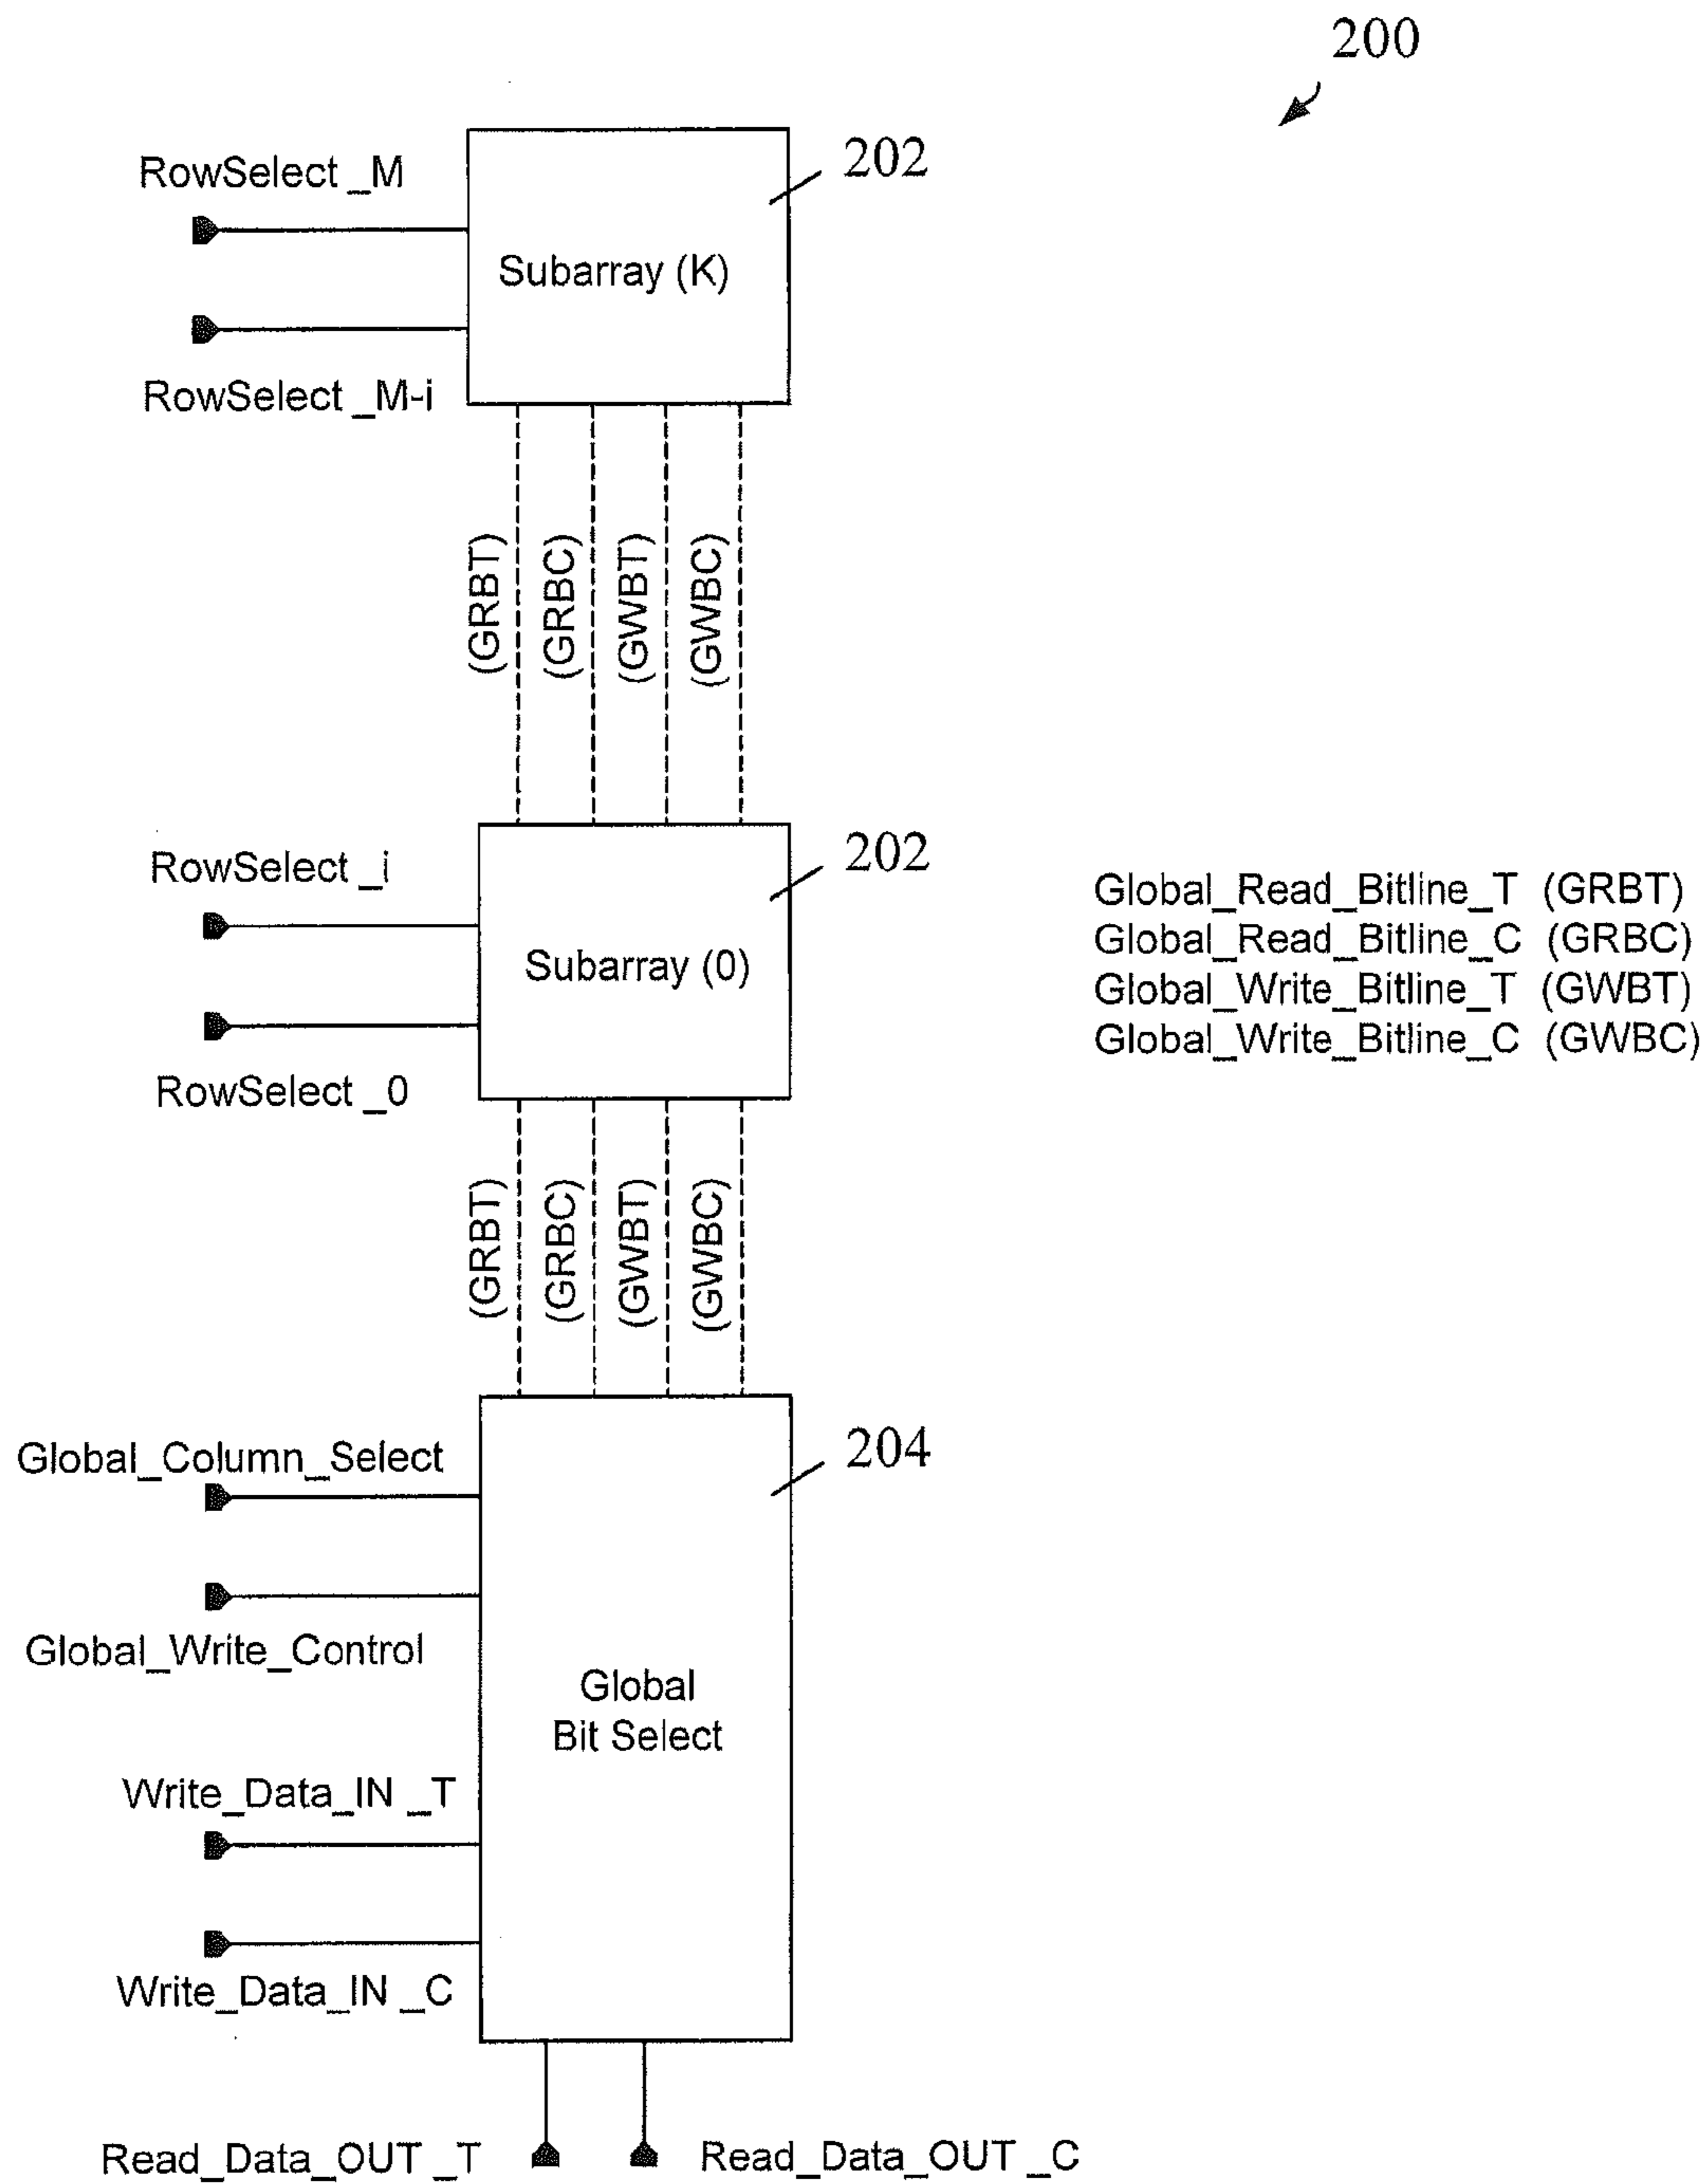 200
202
RowSelect _M
Subarray (K)
RowSelect _M-i
(GRBT)
(GRBC)
(GWBT)
(GWBC)
202
RowSelect _i
Subarray (0)
RowSelect _0
Global_Read_Bitline_T (GRBT)
Global_Read_Bitline_C (GRBC)
Global_Write_Bitline_T (GWBT)
Global_Write_Bitline_C (GWBC)
(GRBT)
(GRBC)
(GWBT)
(GWBC)
204
Global_Column_Select
Global_Write_Control
Global
Bit Select
Write_Data_IN _T
Write_Data_IN _C
Read_Data_OUT _T
Read_Data_OUT _C